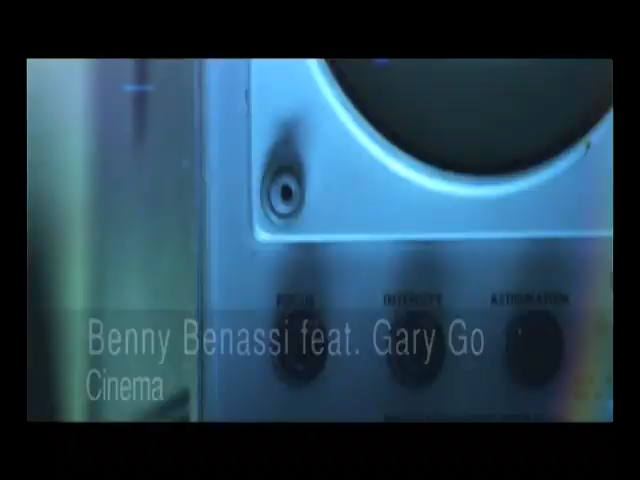 FOCUS INTENSITY ASTIGMATISM
Benny Benassi feat. Gary Go
Cinema